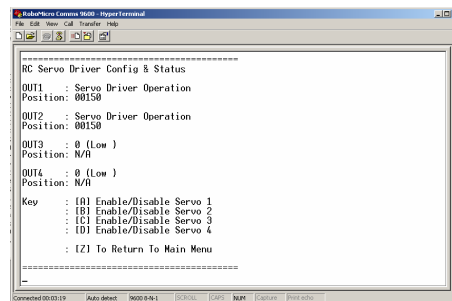 RoboMicro Comms 9600 - HyperTerminal
File Edit View Call Transfer Help
========================================
RC Servo Driver Config & Status
OUT1 : Servo Driver Operation
Position: 00150
OUT2 : Servo Driver Operation
Position: 00150
OUT3 : 0 (Low )
Position: N/A
OUT4 : 0 (Low )
Position: N/A
Key : [A] Enable/Disable Servo 1
: [B] Enable/Disable Servo 2
: [C] Enable/Disable Servo 3
: [D] Enable/Disable Servo 4
: [Z] To Return To Main Menu
========================================
_
Connected 00:03:19 Auto detect 9600 8-N-1 SCROLL CAPS NUM Capture Print echo